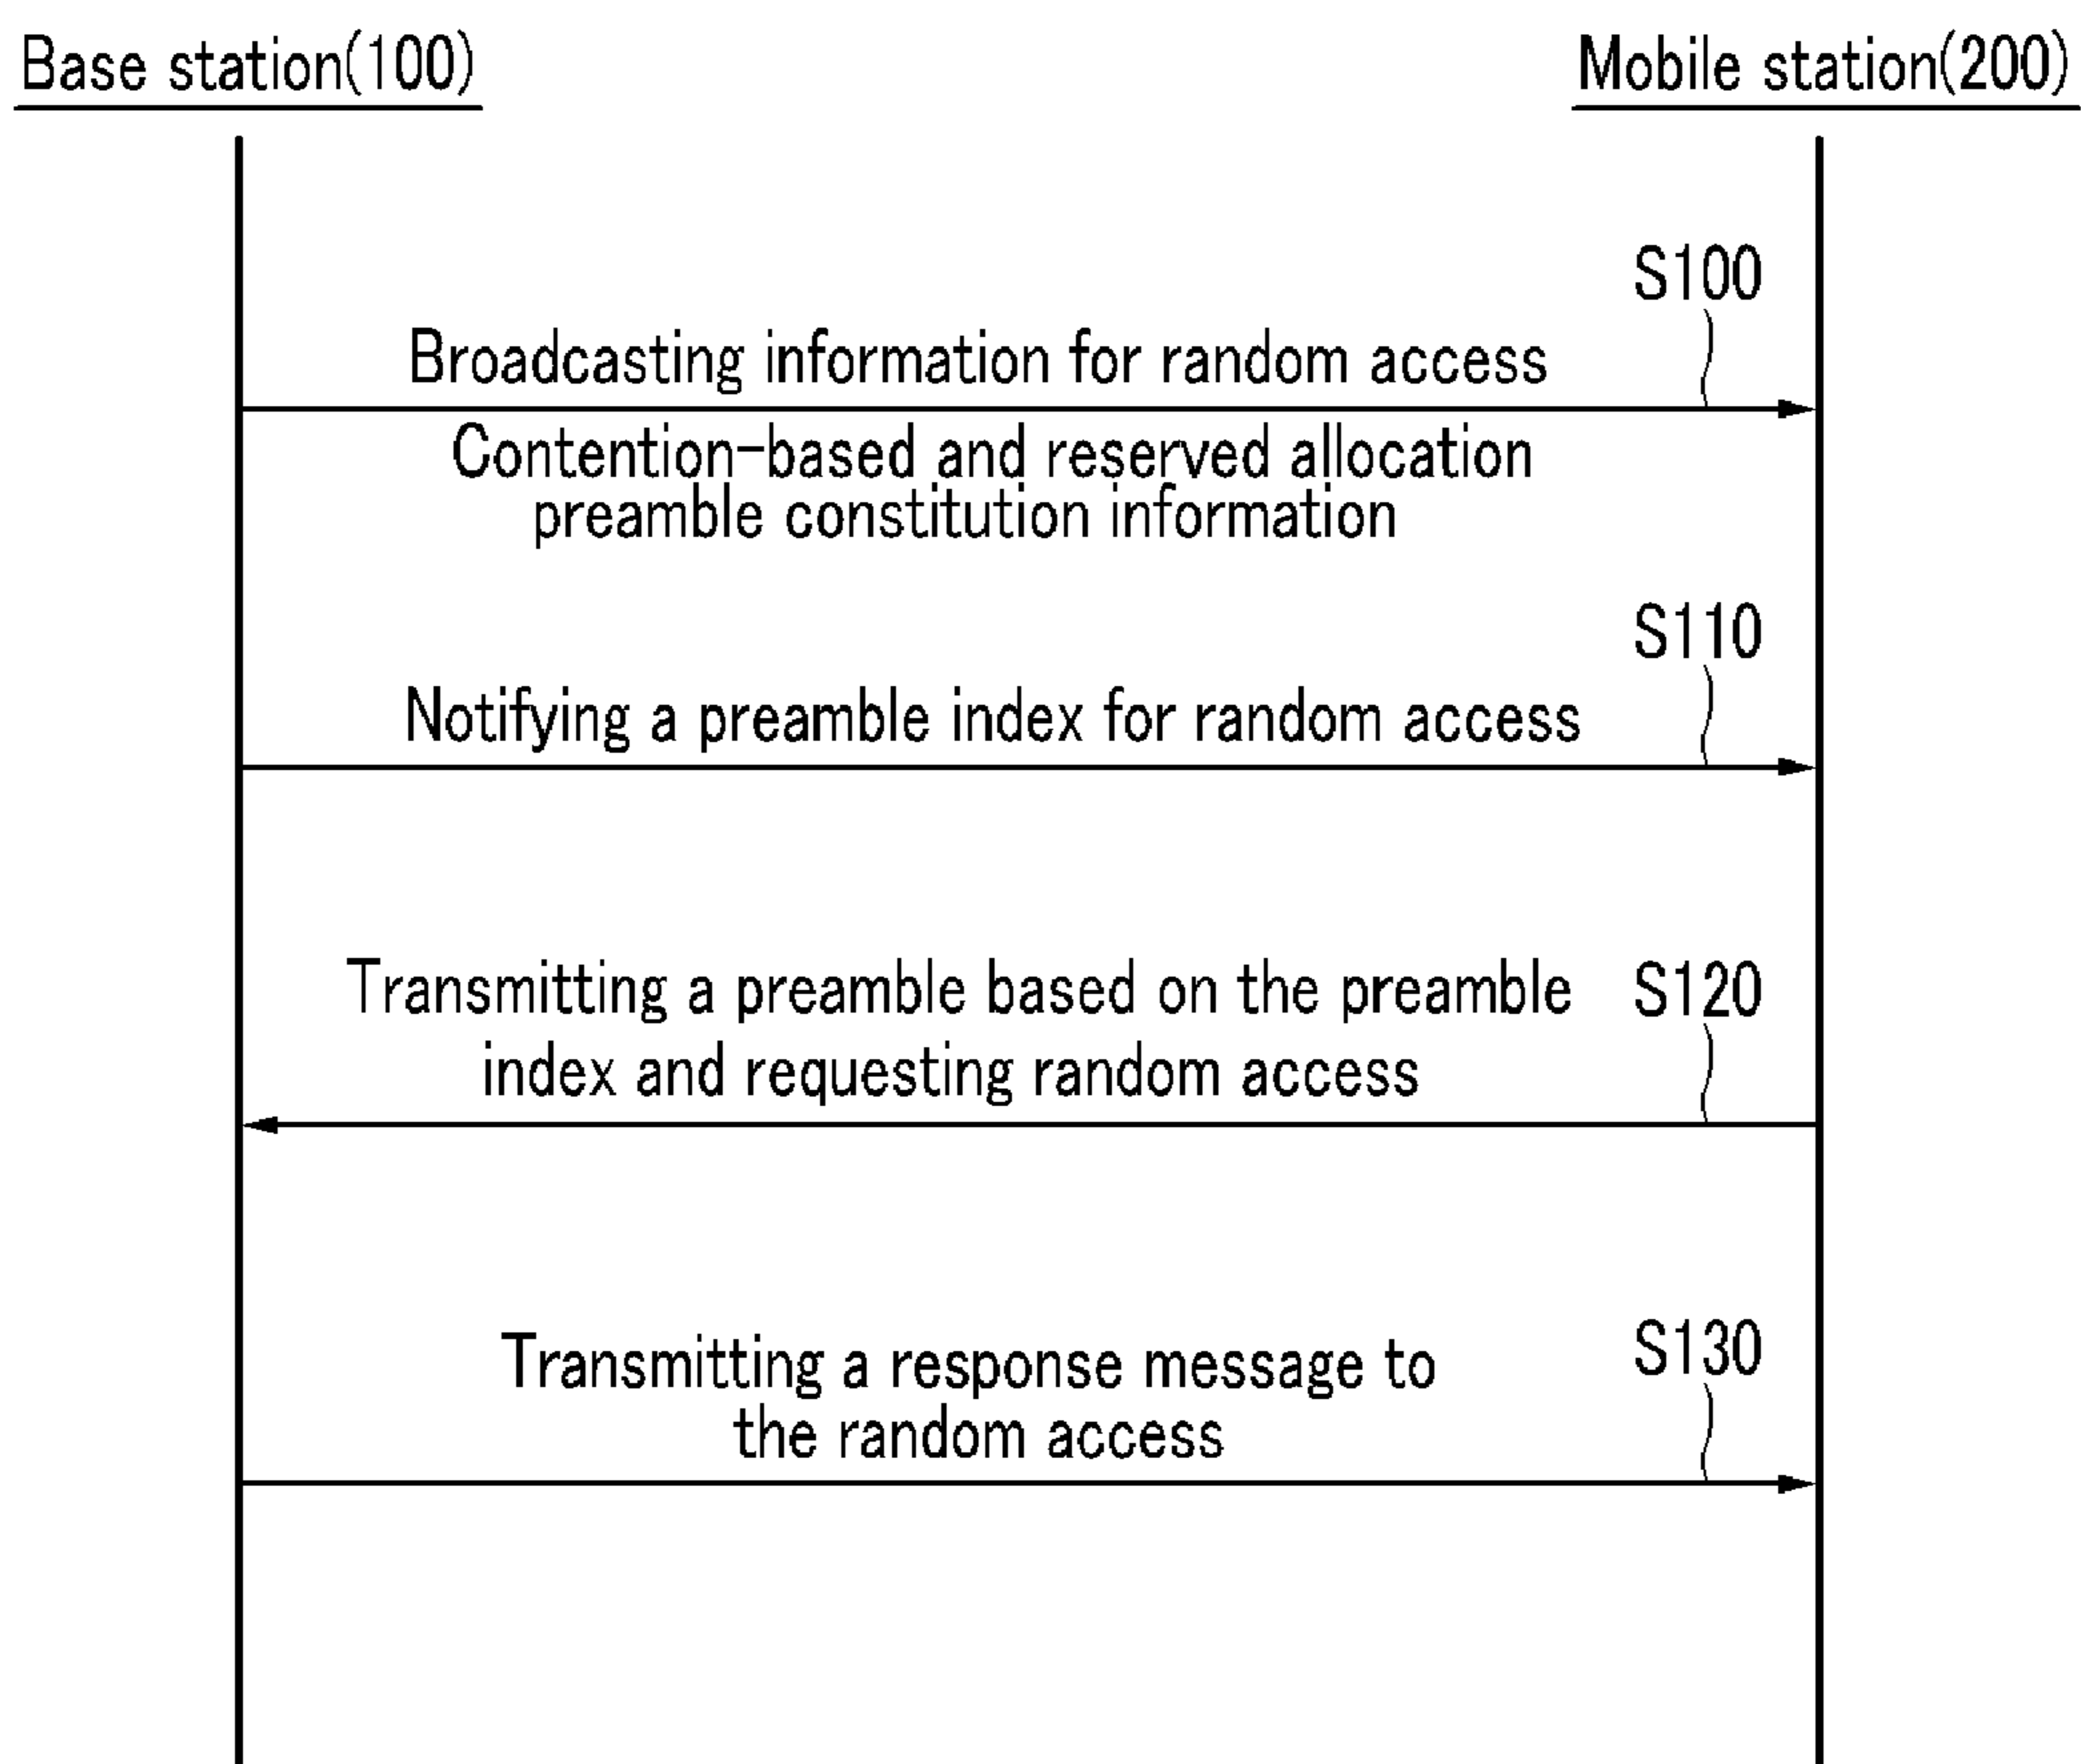 Base station(100)
Mobile station(200)
S100
Broadcasting information for random access
Contention-based and reserved allocation
preamble constitution information
S110
Notifying a preamble index for random access
Transmitting a preamble based on the preamble
S120
index and requesting random access
S130
Transmitting a response message to
the random access